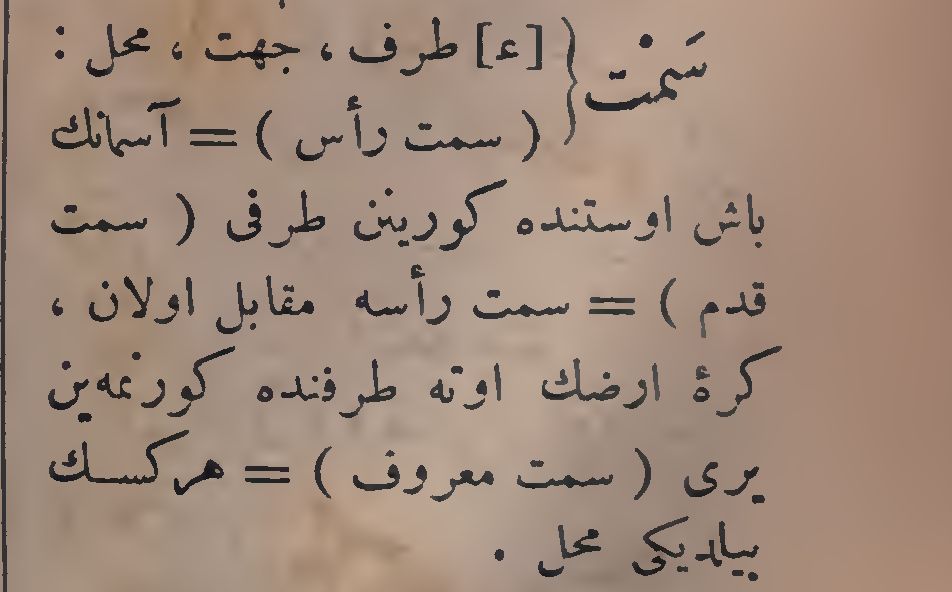 سَمْت { [ع] طرف ، جهت ، محل :
( سمت رأس ) = آسمانك
باش اوستنده كورينن طرفى ( سمت
قدم ) = سمت رأسه مقابل اولان ،
كرهٔ ارضك اوته طرفنده كورنمه‌ين
يرى ( سمت معروف ) = هركسك
بيلديكى محل .